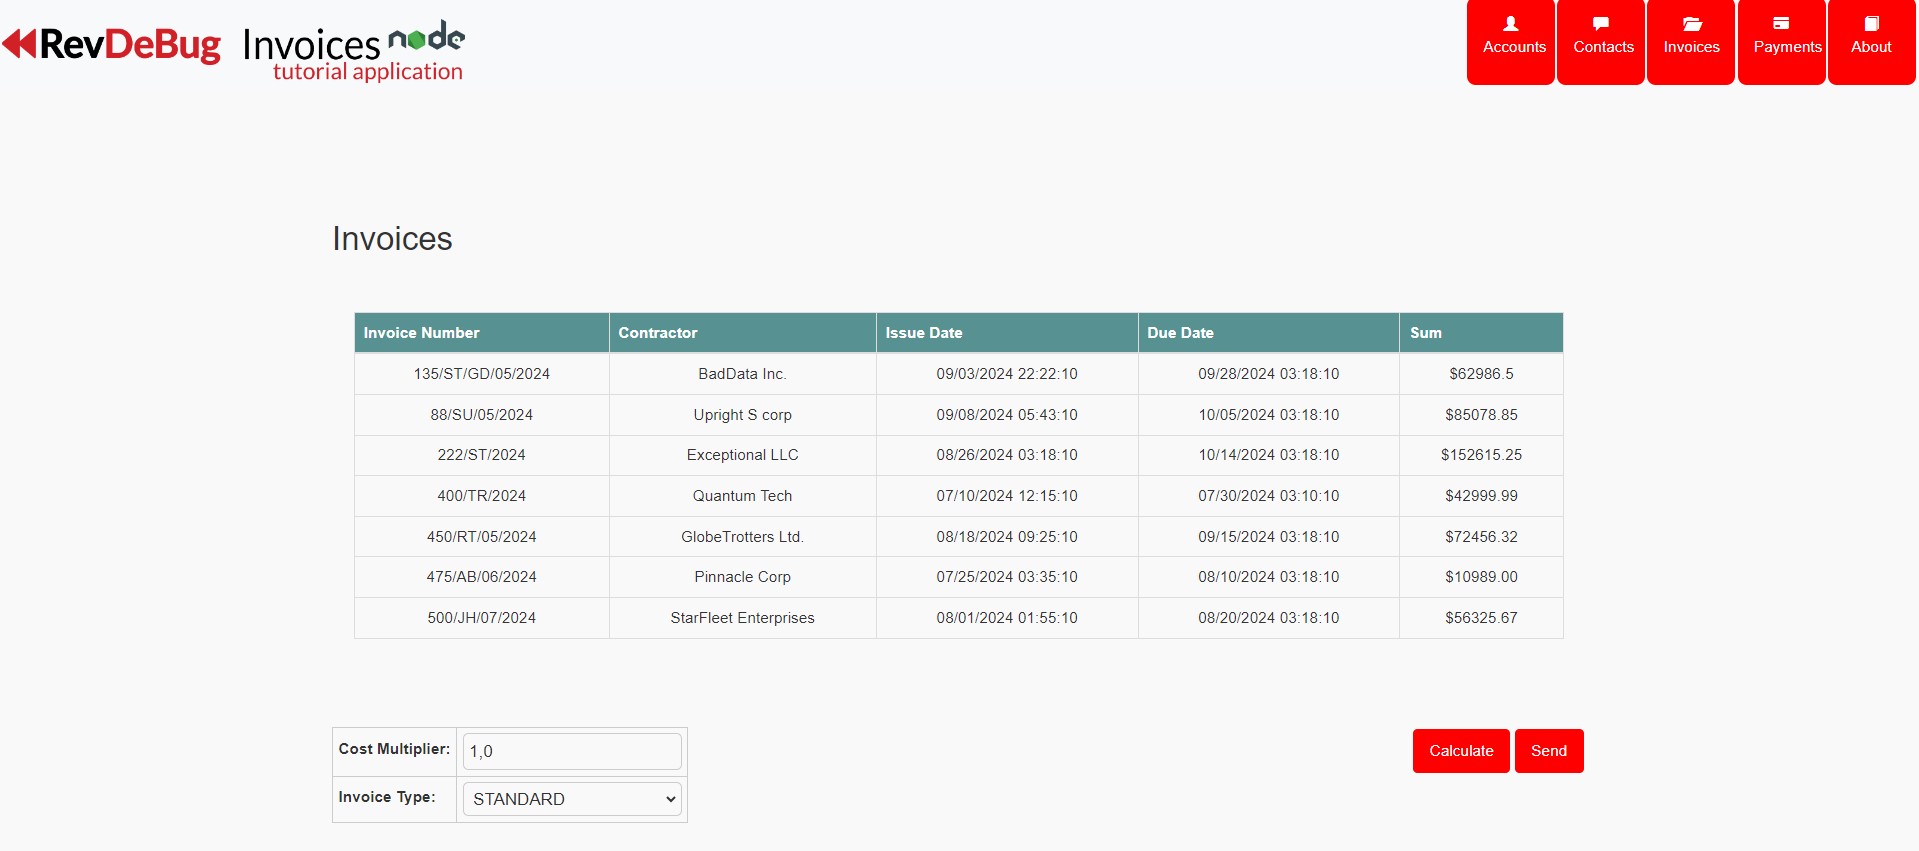 RevDeBug Invoices node
tutorial application
Accounts Contacts Invoices Payments About
Invoices
Invoice Number Contractor Issue Date Due Date Sum
135/ST/GD/05/2024 BadData Inc. 09/03/2024 22:22:10 09/28/2024 03:18:10 $62986.5
88/SU/05/2024 Upright S corp 09/08/2024 05:43:10 10/05/2024 03:18:10 $85078.85
222/ST/2024 Exceptional LLC 08/26/2024 03:18:10 10/14/2024 03:18:10 $152615.25
400/TR/2024 Quantum Tech 07/10/2024 12:15:10 07/30/2024 03:10:10 $42999.99
450/RT/05/2024 GlobeTrotters Ltd. 08/18/2024 09:25:10 09/15/2024 03:18:10 $72456.32
475/AB/06/2024 Pinnacle Corp 07/25/2024 03:35:10 08/10/2024 03:18:10 $10989.00
500/JH/07/2024 StarFleet Enterprises 08/01/2024 01:55:10 08/20/2024 03:18:10 $56325.67
Cost Multiplier: 1,0 Calculate Send
Invoice Type: STANDARD